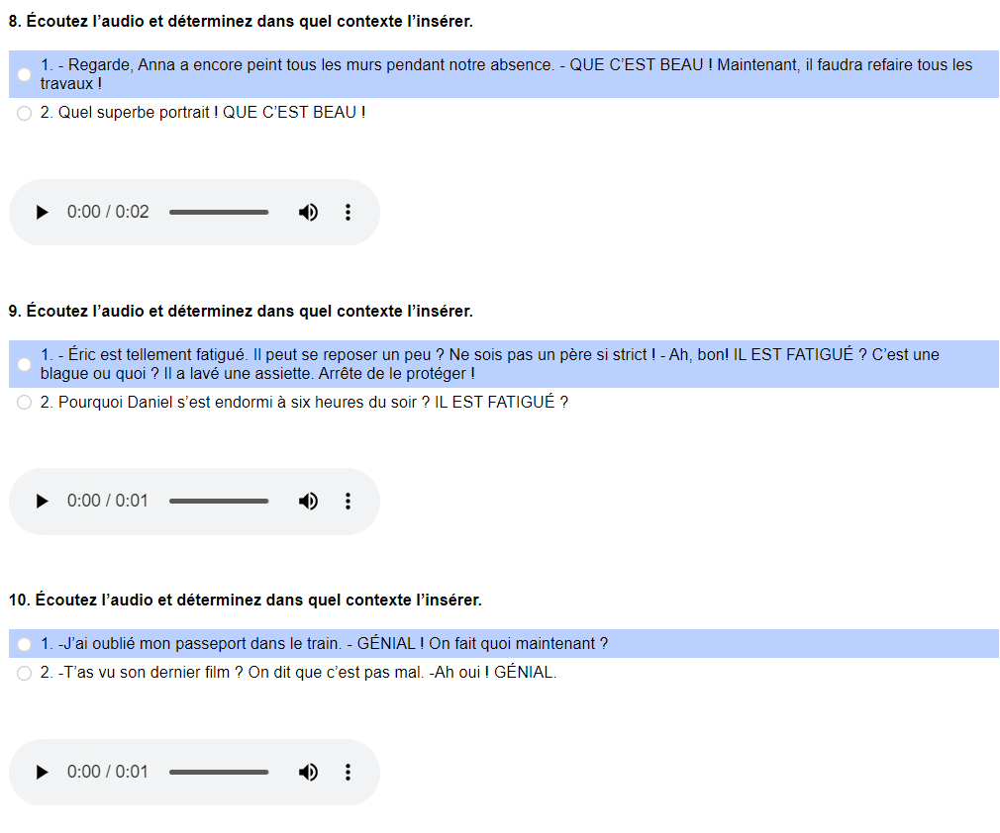 8. Écoutez l’audio et déterminez dans quel contexte l’insérer.
1. - Regarde, Anna a encore peint tous les murs pendant notre absence. - QUE C’EST BEAU ! Maintenant, il faudra refaire tous les
travaux !
2. Quel superbe portrait ! QUE C’EST BEAU !
0:00 / 0:02
9. Écoutez l’audio et déterminez dans quel contexte l’insérer.
1. - Éric est tellement fatigué. Il peut se reposer un peu ? Ne sois pas un père si strict ! - Ah, bon! IL EST FATIGUÉ ? C’est une
blague ou quoi ? Il a lavé une assiette. Arrête de le protéger !
2. Pourquoi Daniel s’est endormi à six heures du soir ? IL EST FATIGUÉ ?
0:00 / 0:01
10. Écoutez l’audio et déterminez dans quel contexte l’insérer.
1. -J’ai oublié mon passeport dans le train. - GÉNIAL ! On fait quoi maintenant ?
2. -T’as vu son dernier film ? On dit que c’est pas mal. -Ah oui ! GÉNIAL.
0:00 / 0:01